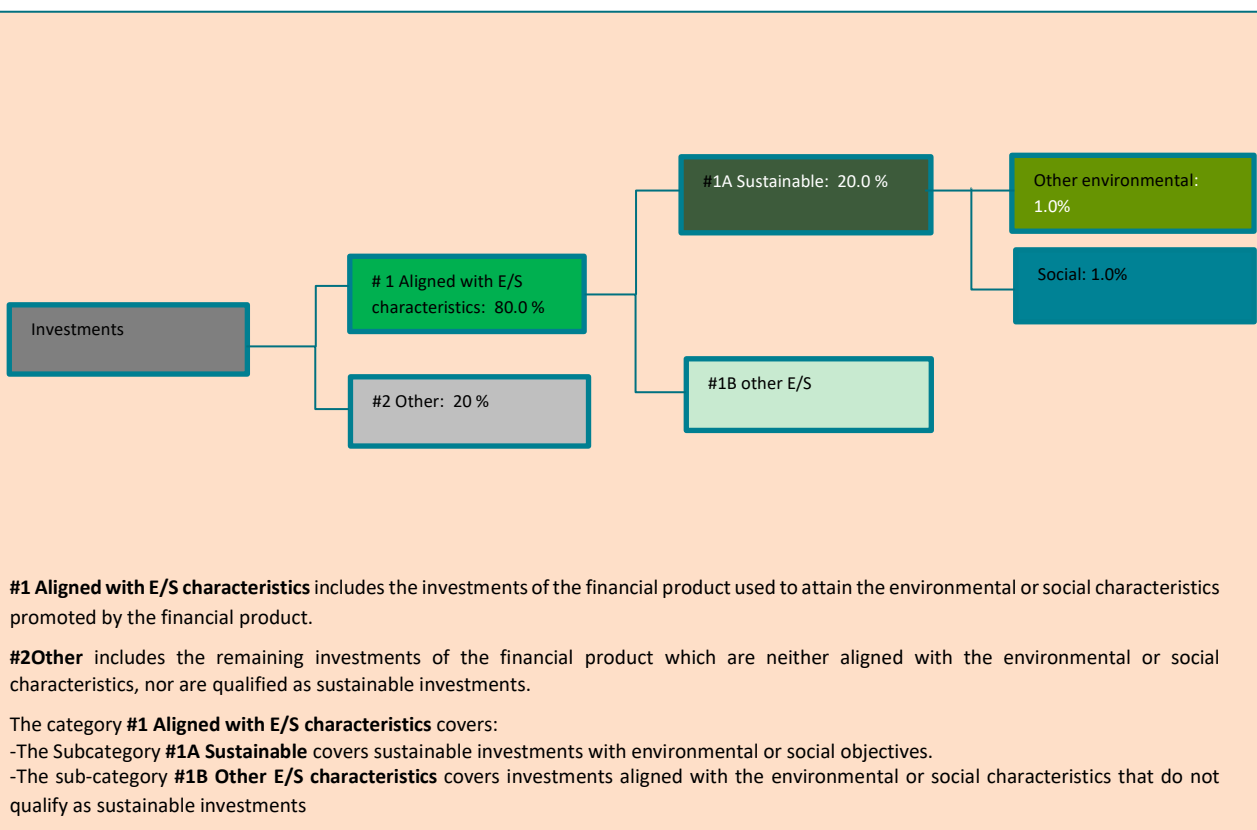 #1A Sustainable: 20.0 %
Other environmental:
1.0%
# 1 Aligned with E/S
characteristics: 80.0 %
Social: 1.0%
Investments
#2 Other: 20 %
#1B other E/S
#1 Aligned with E/S characteristics includes the investments of the financial product used to attain the environmental or social characteristics
promoted by the financial product.
#2Other includes the remaining investments of the financial product which are neither aligned with the environmental or social
characteristics, nor are qualified as sustainable investments.
The category #1 Aligned with E/S characteristics covers:
-The Subcategory #1A Sustainable covers sustainable investments with environmental or social objectives.
-The sub-category #1B Other E/S characteristics covers investments aligned with the environmental or social characteristics that do not
qualify as sustainable investments